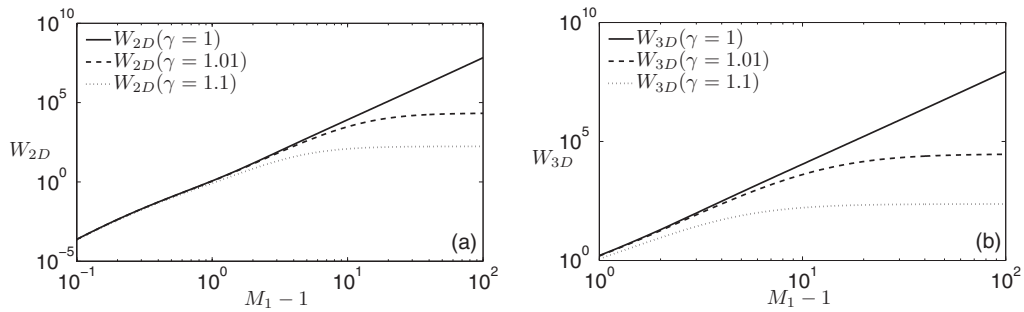 10^10
W_2D(γ = 1)
W_2D(γ = 1.01)
W_2D(γ = 1.1)
10^5
W_2D
10^0
(a)
10^−5
10^−1
10^0
10^1
10^2
M_1 − 1
10^10
W_3D(γ = 1)
W_3D(γ = 1.01)
W_3D(γ = 1.1)
10^5
W_3D
10^0
(b)
10^0
10^1
10^2
M_1 − 1